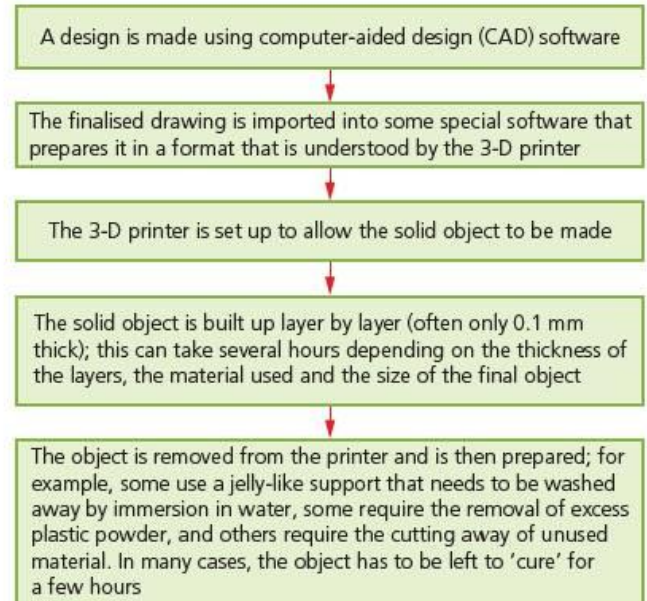 A design is made using computer-aided design (CAD) software
The finalised drawing is imported into some special software that
prepares it in a format that is understood by the 3-D printer
The 3-D printer is set up to allow the solid object to be made
The solid object is built up layer by layer (often only 0.1 mm
thick); this can take several hours depending on the thickness of
the layers, the material used and the size of the final object
The object is removed from the printer and is then prepared; for
example, some use a jelly-like support that needs to be washed
away by immersion in water, some require the removal of excess
plastic powder, and others require the cutting away of unused
material. In many cases, the object has to be left to ‘cure’ for
a few hours